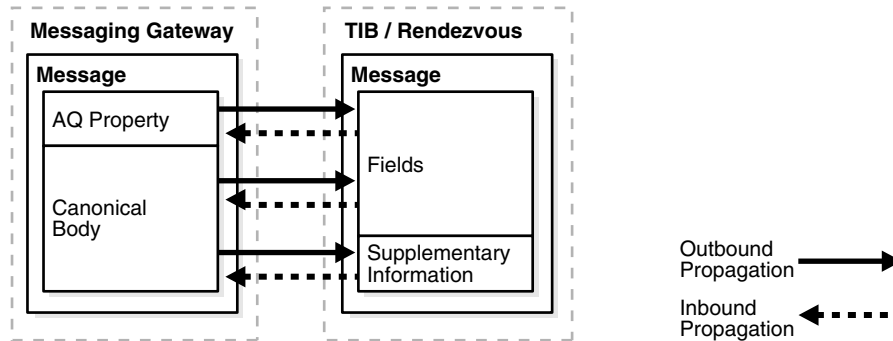 Messaging Gateway
TIB / Rendezvous
Message
Message
AQ Property
Canonical
Body
Fields
Supplementary
Information
Outbound
Propagation
Inbound
Propagation